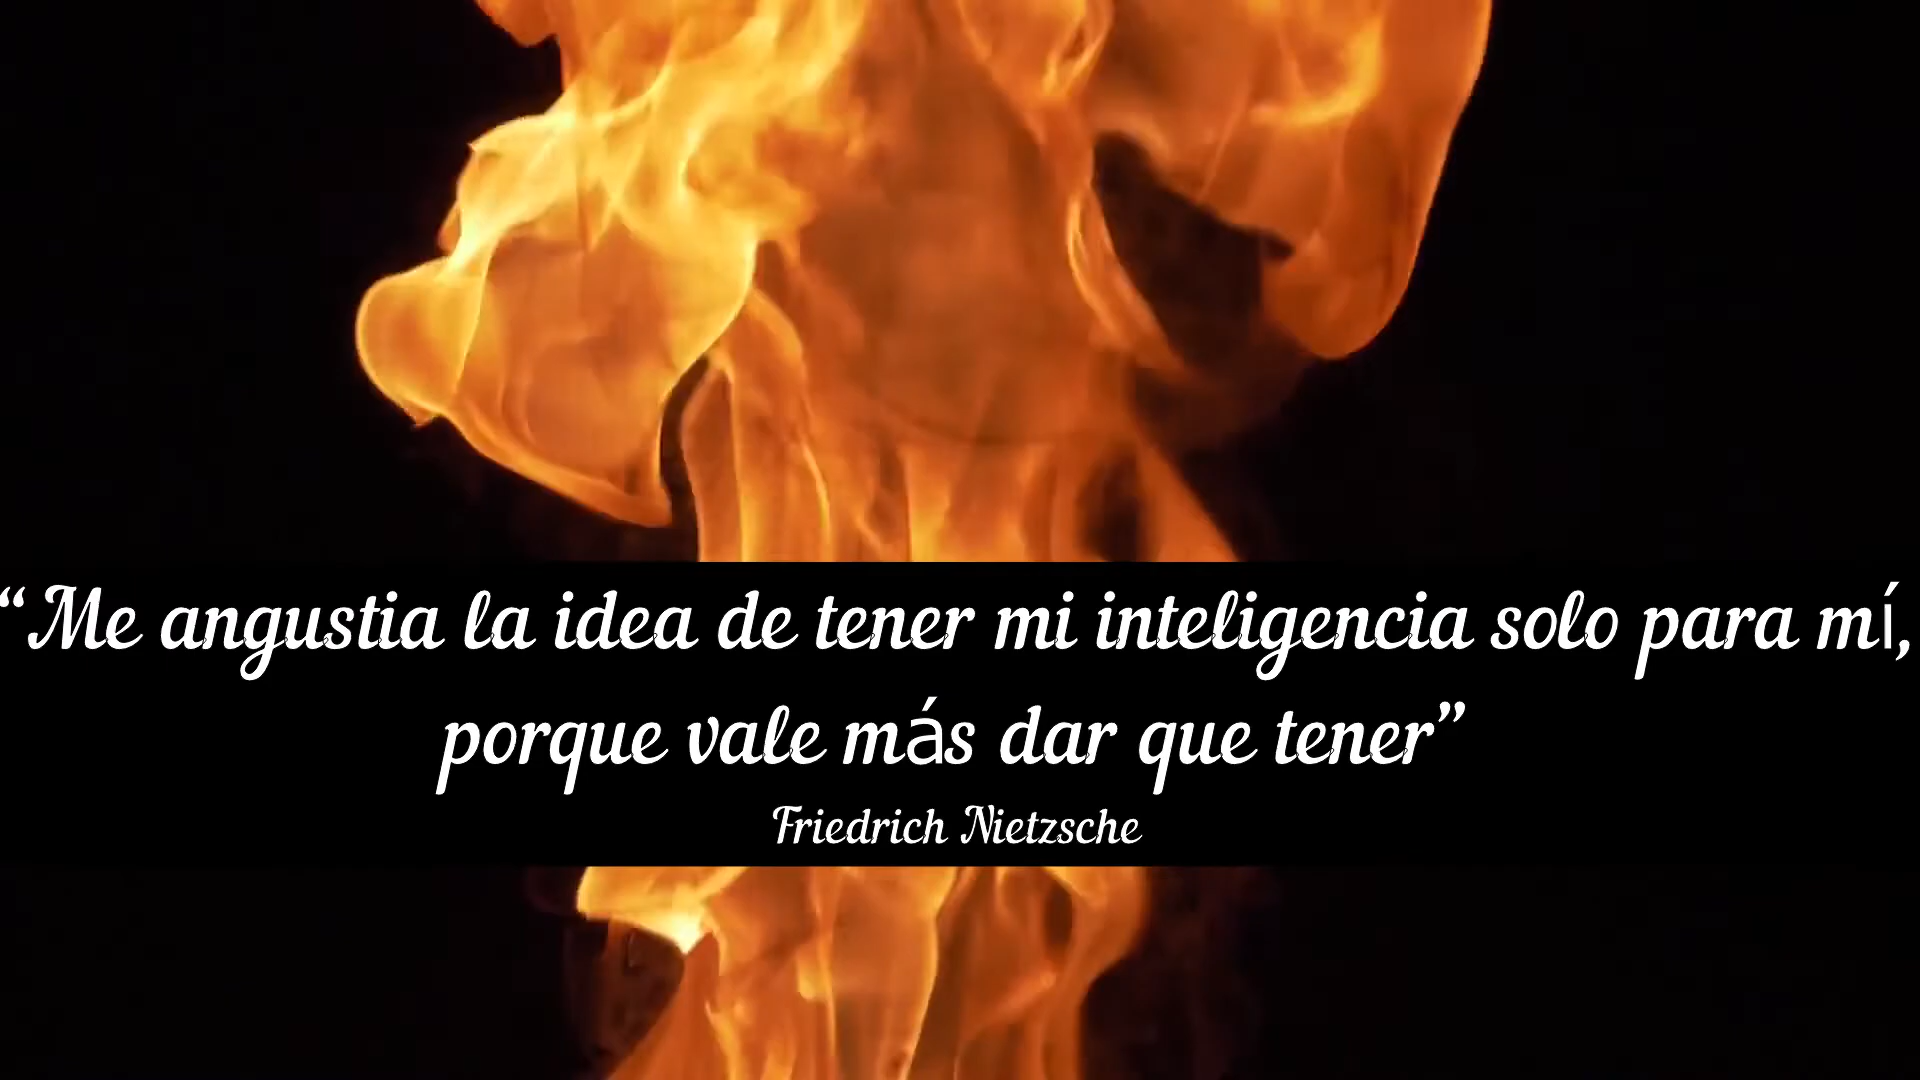 “Me angustia la idea de tener mi inteligencia solo para mí,
porque vale más dar que tener”
Friedrich Nietzsche